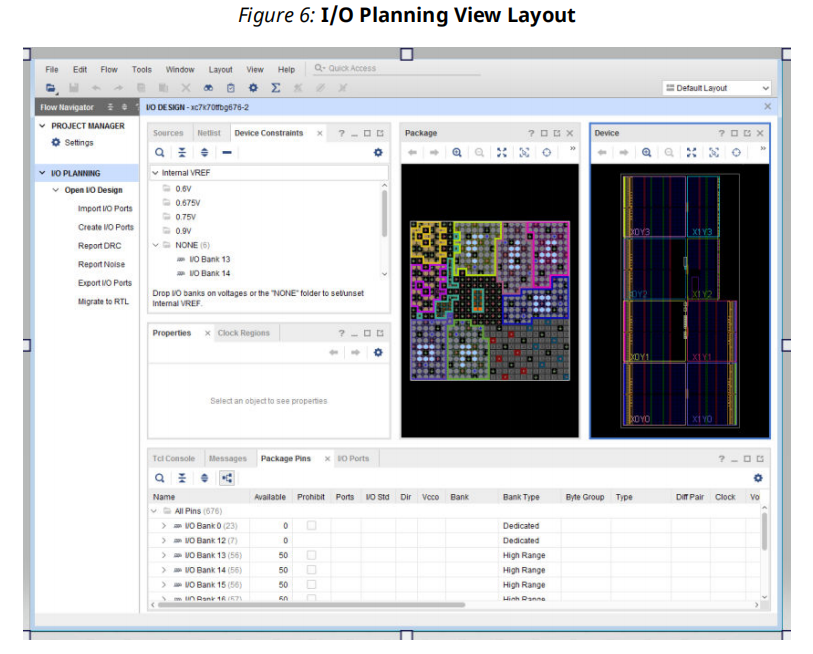 Figure 6: I/O Planning View Layout
File Edit Flow Tools Window Layout View Help Quick Access
Default Layout
Flow Navigator
I/O DESIGN - xc7k70tfbg676-2
PROJECT MANAGER
Settings
I/O PLANNING
Open I/O Design
Import I/O Ports
Create I/O Ports
Report DRC
Report Noise
Export I/O Ports
Migrate to RTL
Sources Netlist Device Constraints
Internal VREF
0.6V
0.675V
0.75V
0.9V
NONE (6)
I/O Bank 13
I/O Bank 14
Drop I/O banks on voltages or the "NONE" folder to set/unset
Internal VREF.
Properties Clock Regions
Select an object to see properties
Package
Device
X0Y3 X1Y3
X0Y2 X1Y2
X0Y1 X1Y1
X0Y0 X1Y0
Tcl Console Messages Package Pins I/O Ports
Name Available Prohibit Ports I/O Std Dir Vcco Bank Bank Type Byte Group Type Diff Pair Clock Vo
All Pins (676)
I/O Bank 0 (23) 0 Dedicated
I/O Bank 12 (7) 0 Dedicated
I/O Bank 13 (56) 50 High Range
I/O Bank 14 (56) 50 High Range
I/O Bank 15 (56) 50 High Range
I/O Bank 16 (57) 50 High Range